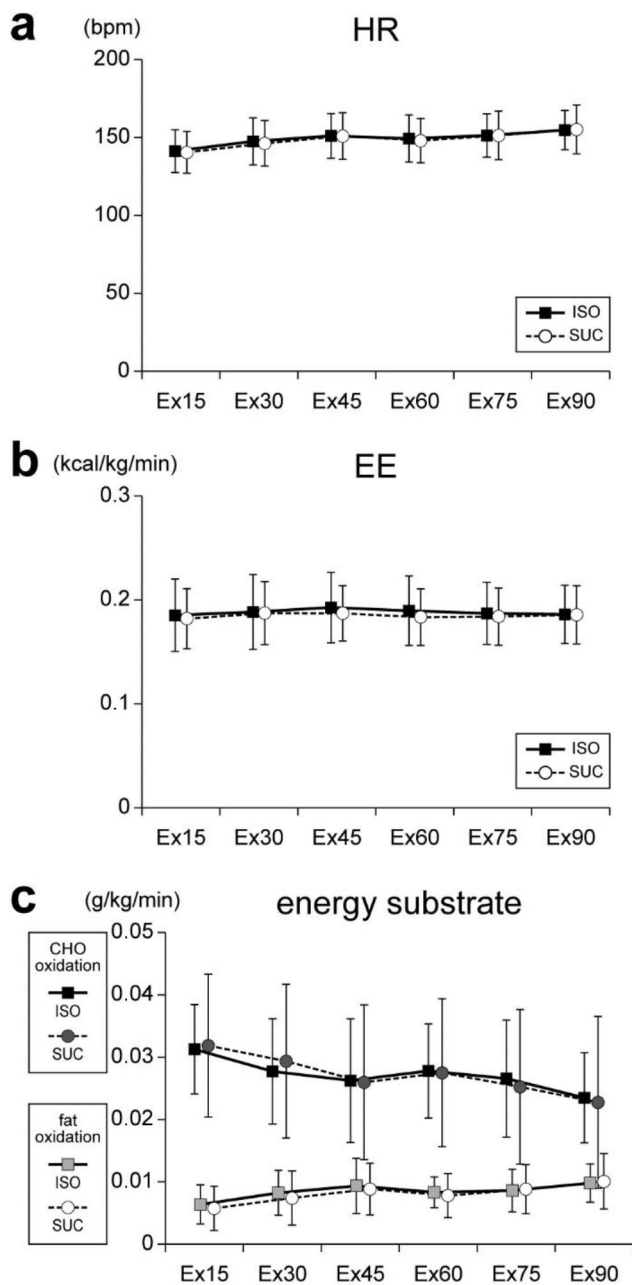 a (bpm) HR
200
150
100
50
0
ISO
SUC
Ex15 Ex30 Ex45 Ex60 Ex75 Ex90
b (kcal/kg/min) EE
0.3
0.2
0.1
0
ISO
SUC
Ex15 Ex30 Ex45 Ex60 Ex75 Ex90
c (g/kg/min) energy substrate
CHO
oxidation
ISO
SUC
fat
oxidation
ISO
SUC
0.05
0.04
0.03
0.02
0.010
0
Ex15 Ex30 Ex45 Ex60 Ex75 Ex90